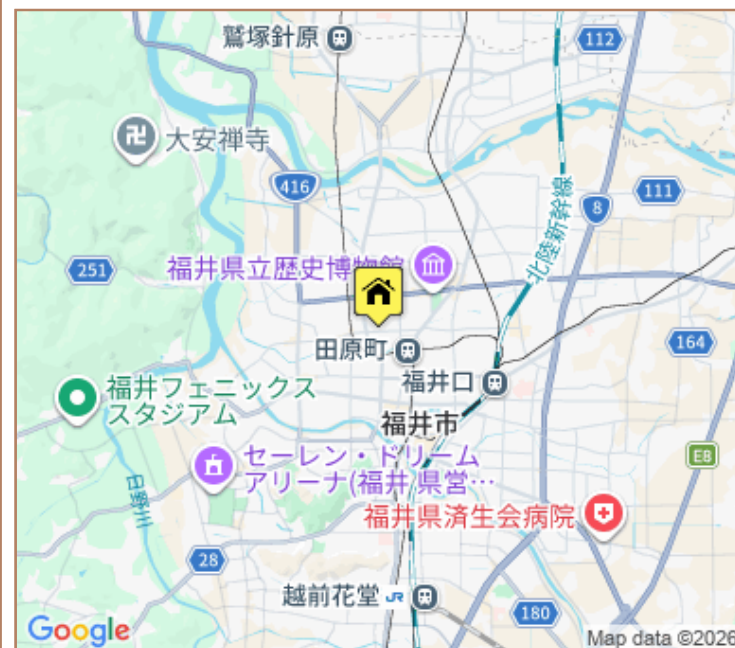 鷲塚針原
112
卍 大安禅寺
416
111
8
北陸新幹線
251
福井県立歴史博物館
田原町
164
福井口
福井フェニックス
スタジアム
福井市
セーレン・ドリーム
アリーナ(福井県営…
E8
日野川
福井県済生会病院
28
越前花堂 JR
180
Google
Map data ©2026